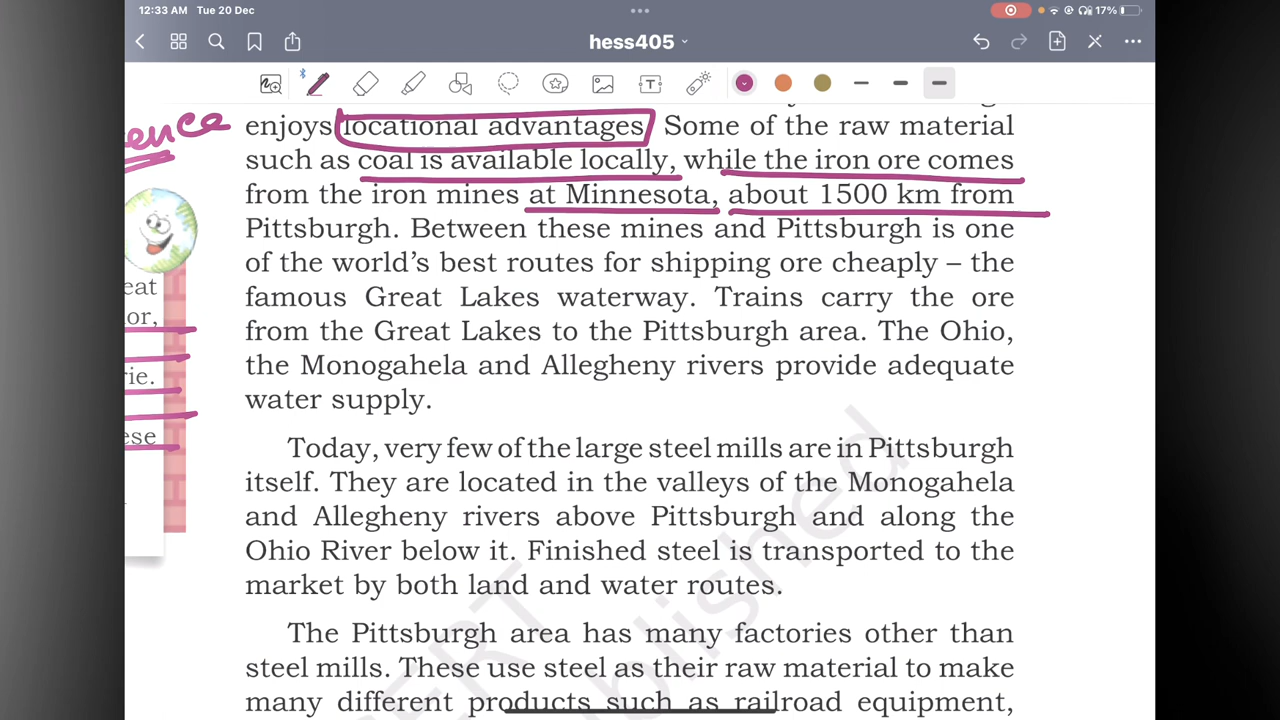 12:33 AM Tue 20 Dec
17%
hess405
ence
enjoys locational advantages. Some of the raw material
such as coal is available locally, while the iron ore comes
from the iron mines at Minnesota, about 1500 km from
Pittsburgh. Between these mines and Pittsburgh is one
of the world's best routes for shipping ore cheaply – the
famous Great Lakes waterway. Trains carry the ore
from the Great Lakes to the Pittsburgh area. The Ohio,
the Monogahela and Allegheny rivers provide adequate
water supply.
eat
or,
rie.
ese
Today, very few of the large steel mills are in Pittsburgh
itself. They are located in the valleys of the Monogahela
and Allegheny rivers above Pittsburgh and along the
Ohio River below it. Finished steel is transported to the
market by both land and water routes.
The Pittsburgh area has many factories other than
steel mills. These use steel as their raw material to make
many different products such as railroad equipment,
ERT
blished